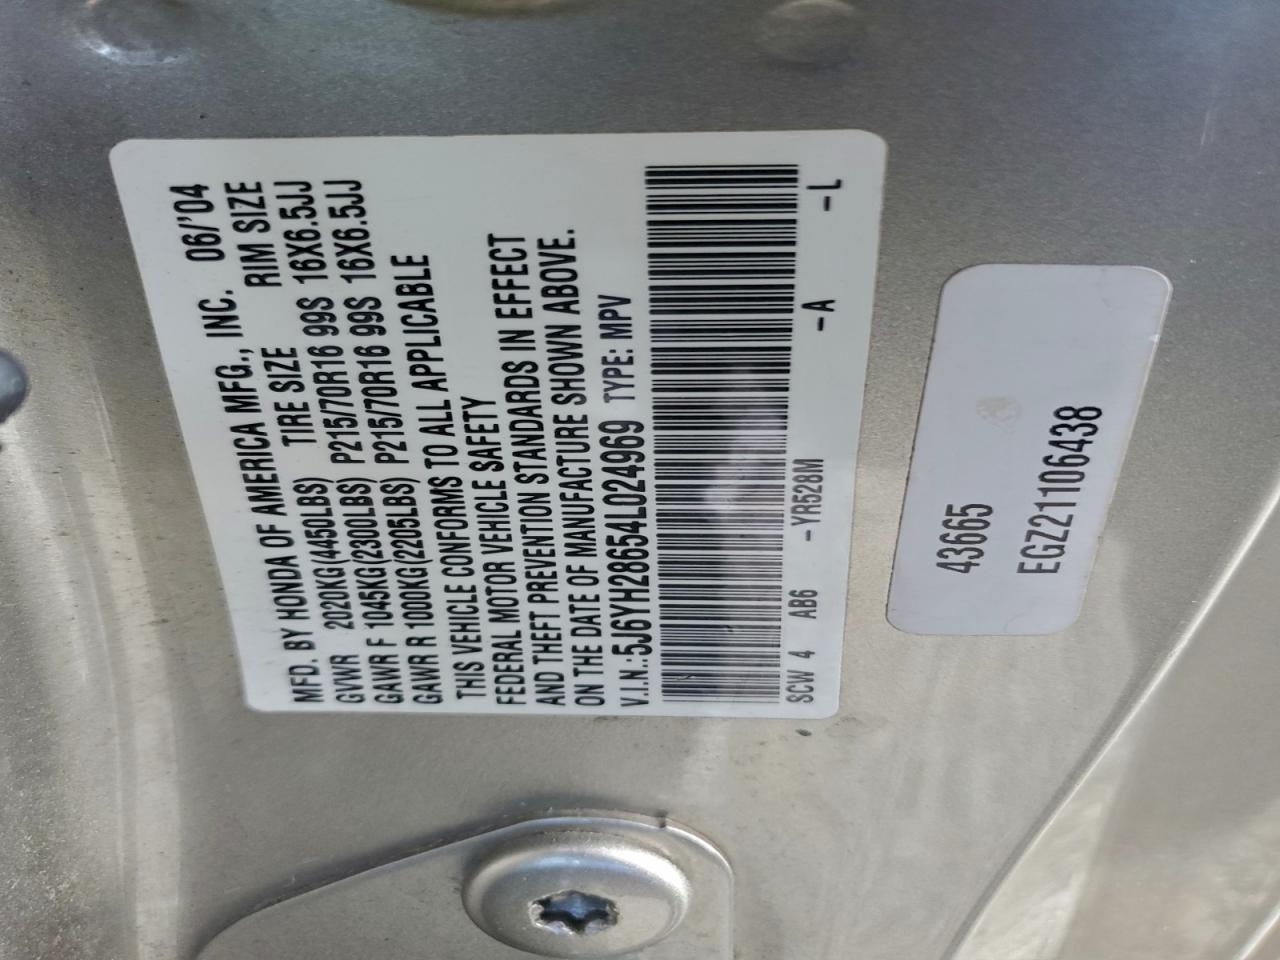 MFD. BY HONDA OF AMERICA MFG., INC. 06/'04
GVWR 2020KG(4450LBS) TIRE SIZE RIM SIZE
GAWR F 1045KG(2300LBS) P215/70R16 99S 16X6.5JJ
GAWR R 1000KG(2205LBS) P215/70R16 99S 16X6.5JJ
THIS VEHICLE CONFORMS TO ALL APPLICABLE
FEDERAL MOTOR VEHICLE SAFETY
AND THEFT PREVENTION STANDARDS IN EFFECT
ON THE DATE OF MANUFACTURE SHOWN ABOVE.
V.I.N.:5J6YH28654L024969 TYPE: MPV
SCW 4 AB6 -YR528M -A -L
43665
EGZ21106438